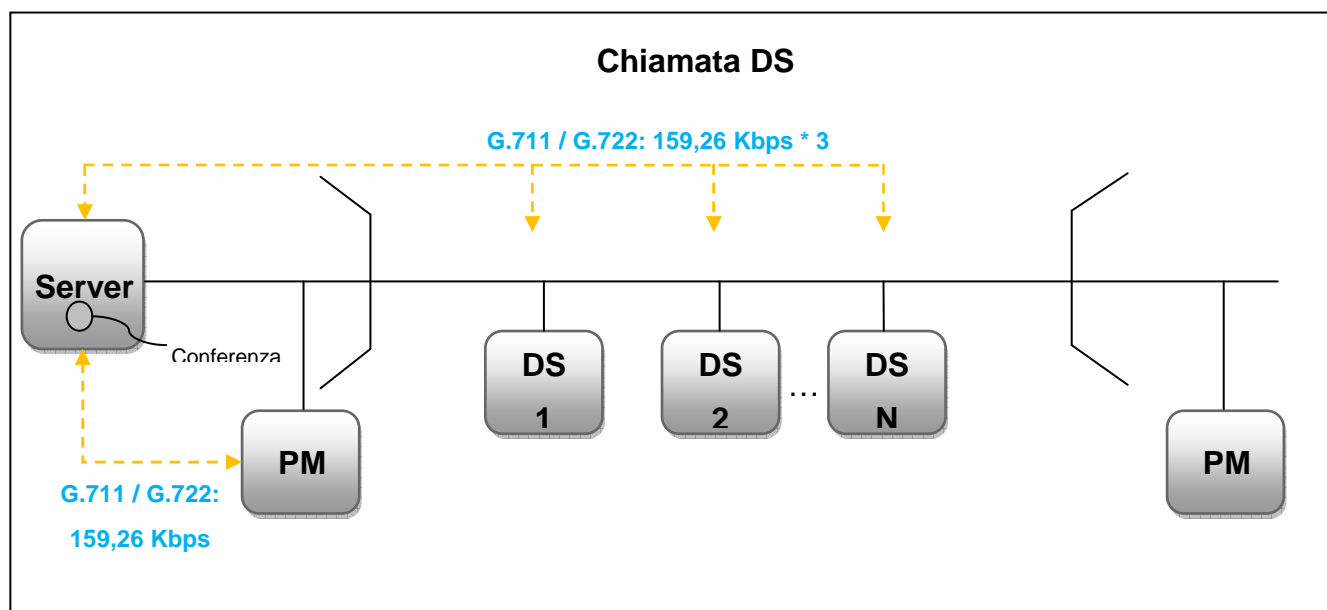 Chiamata DS
G.711 / G.722: 159,26 Kbps * 3
Server
Conferenza
DS
1
DS
2
...
DS
N
PM
PM
G.711 / G.722:
159,26 Kbps